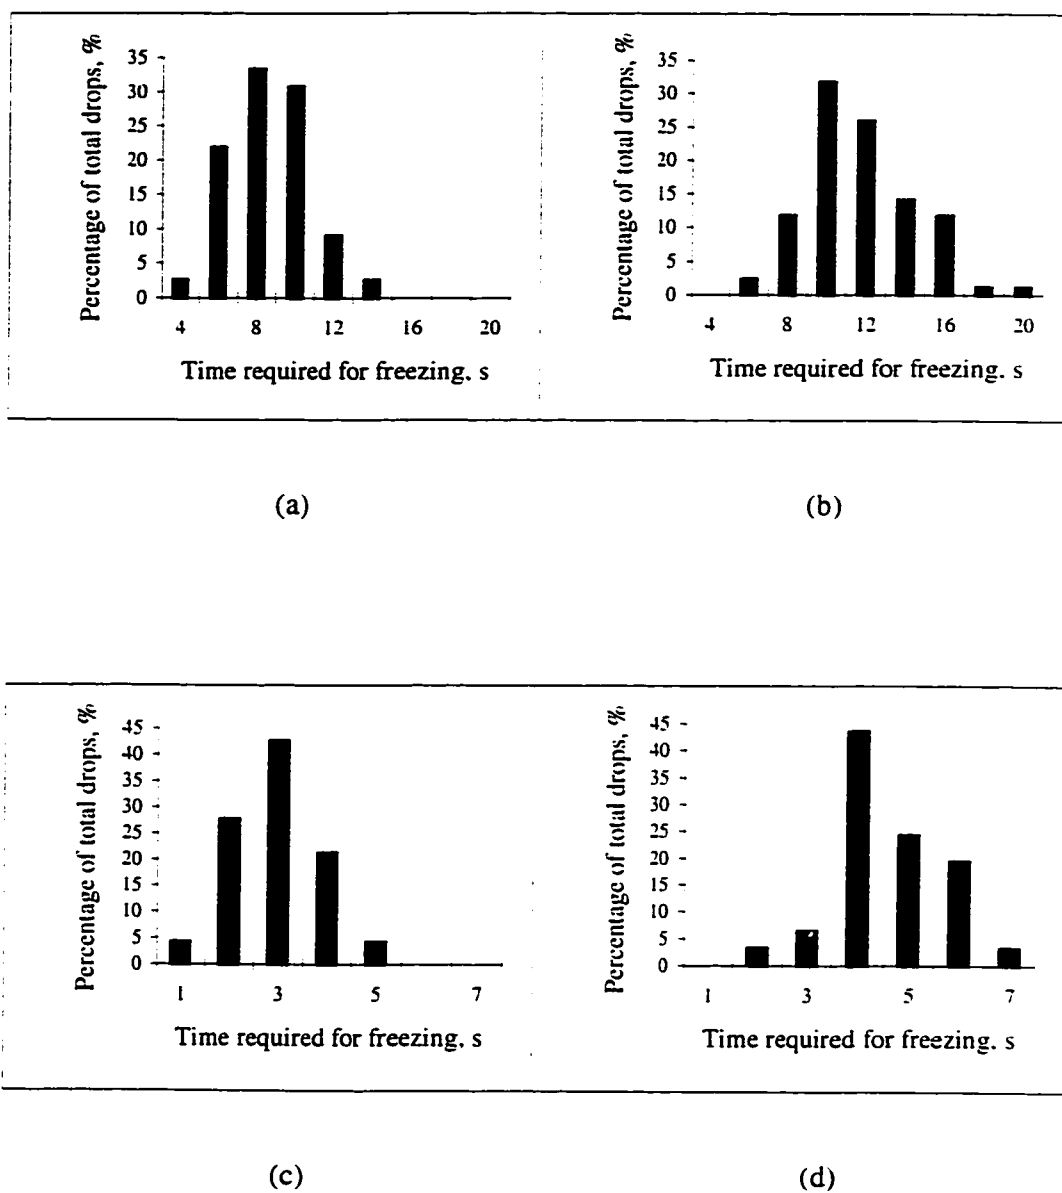 Percentage of total drops, %
35
30
25
20
15
10
5
0
4 8 12 16 20
Time required for freezing. s
(a)
Percentage of total drops, %
35
30
25
20
15
10
5
0
4 8 12 16 20
Time required for freezing. s
(b)
Percentage of total drops, %
45
40
35
30
25
20
15
10
5
0
1 3 5 7
Time required for freezing. s
(c)
Percentage of total drops, %
45
40
35
30
25
20
15
10
5
0
1 3 5 7
Time required for freezing. s
(d)